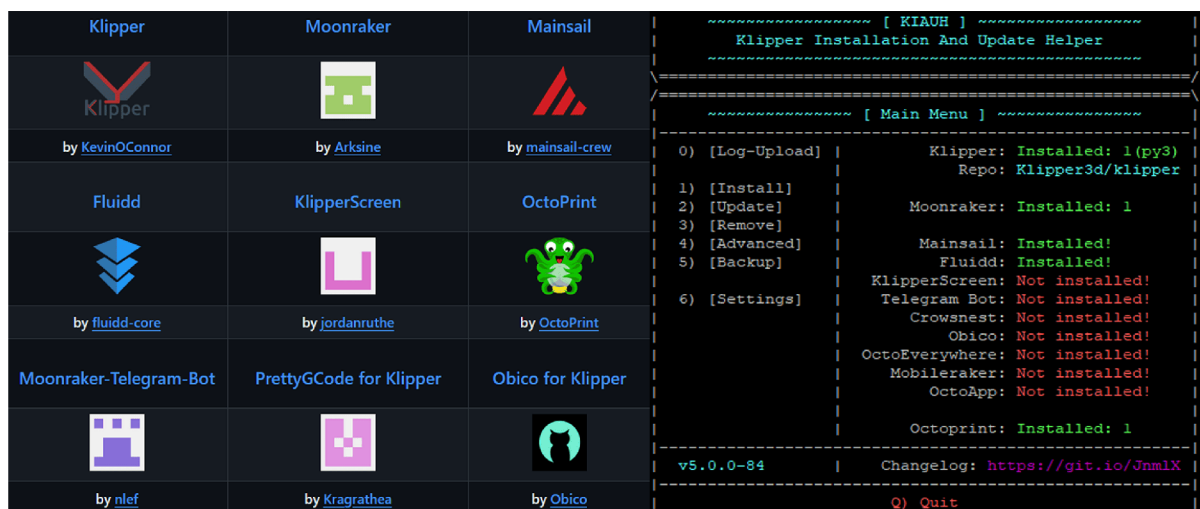 Klipper Moonraker Mainsail
Klipper
by KevinOConnor by Arksine by mainsail-crew
Fluidd KlipperScreen OctoPrint
by fluidd-core by jordanruthe by OctoPrint
Moonraker-Telegram-Bot PrettyGCode for Klipper Obico for Klipper
by nlef by Kragrathea by Obico
~~~~~~~~~~~~~~~~~ [ KIAUH ] ~~~~~~~~~~~~~~~~~
Klipper Installation And Update Helper
~~~~~~~~~~~~~~~ [ Main Menu ] ~~~~~~~~~~~~~~~
0) [Log-Upload] | Klipper: Installed: 1(py3)
Repo: Klipper3d/klipper
1) [Install]
2) [Update] | Moonraker: Installed: 1
3) [Remove]
4) [Advanced] | Mainsail: Installed!
5) [Backup] | Fluidd: Installed!
KlipperScreen: Not installed!
6) [Settings] | Telegram Bot: Not installed!
Crowsnest: Not installed!
Obico: Not installed!
OctoEverywhere: Not installed!
Mobileraker: Not installed!
OctoApp: Not installed!
Octoprint: Installed: 1
v5.0.0-84 | Changelog: https://git.io/JnmlX
Q) Quit